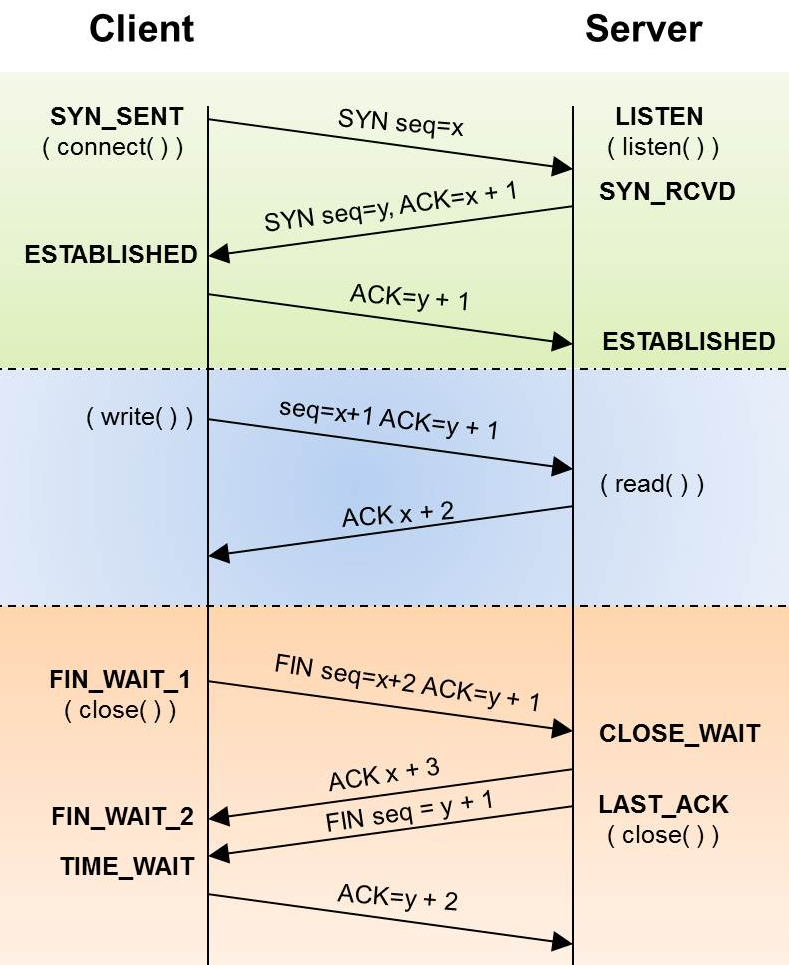 Client
Server
SYN_SENT
( connect( ) )
SYN seq=x
LISTEN
( listen( ) )
SYN_RCVD
SYN seq=y, ACK=x + 1
ESTABLISHED
ACK=y + 1
ESTABLISHED
( write( ) )
seq=x+1 ACK=y + 1
( read( ) )
ACK x + 2
FIN_WAIT_1
( close( ) )
FIN seq=x+2 ACK=y + 1
CLOSE_WAIT
ACK x + 3
FIN_WAIT_2
FIN seq = y + 1
LAST_ACK
( close( ) )
TIME_WAIT
ACK=y + 2